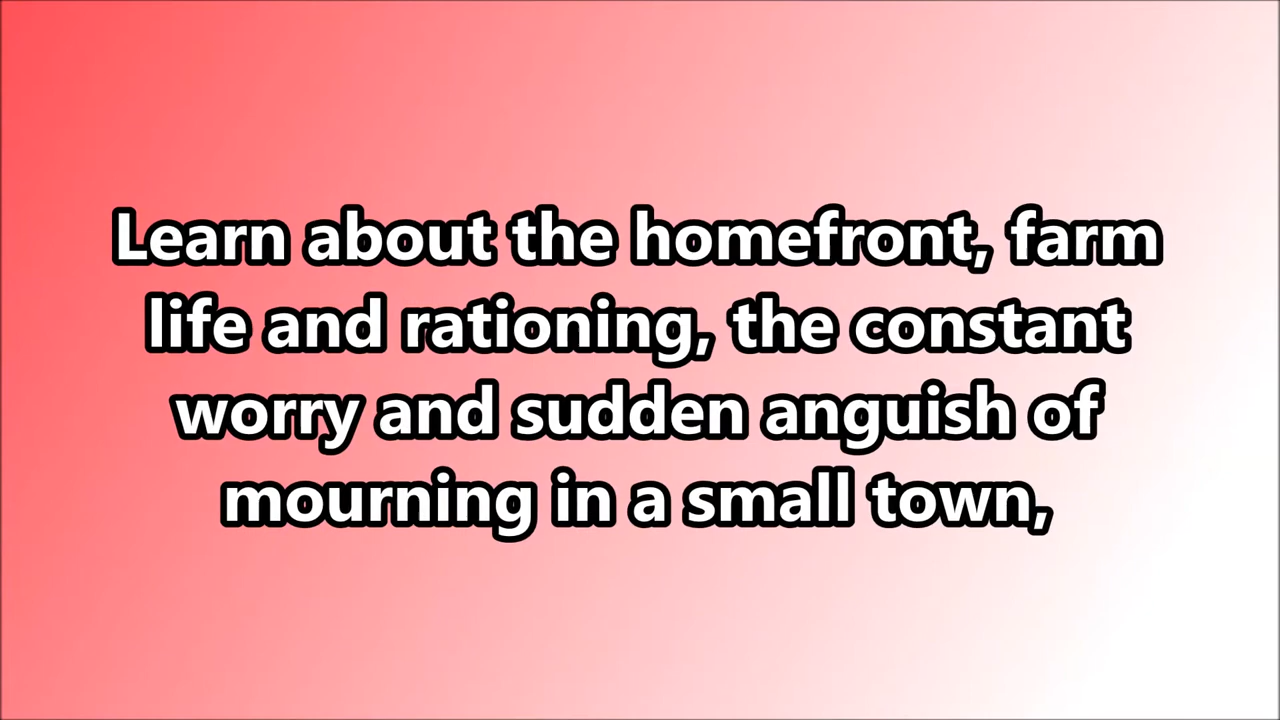 Learn about the homefront, farm
life and rationing, the constant
worry and sudden anguish of
mourning in a small town,